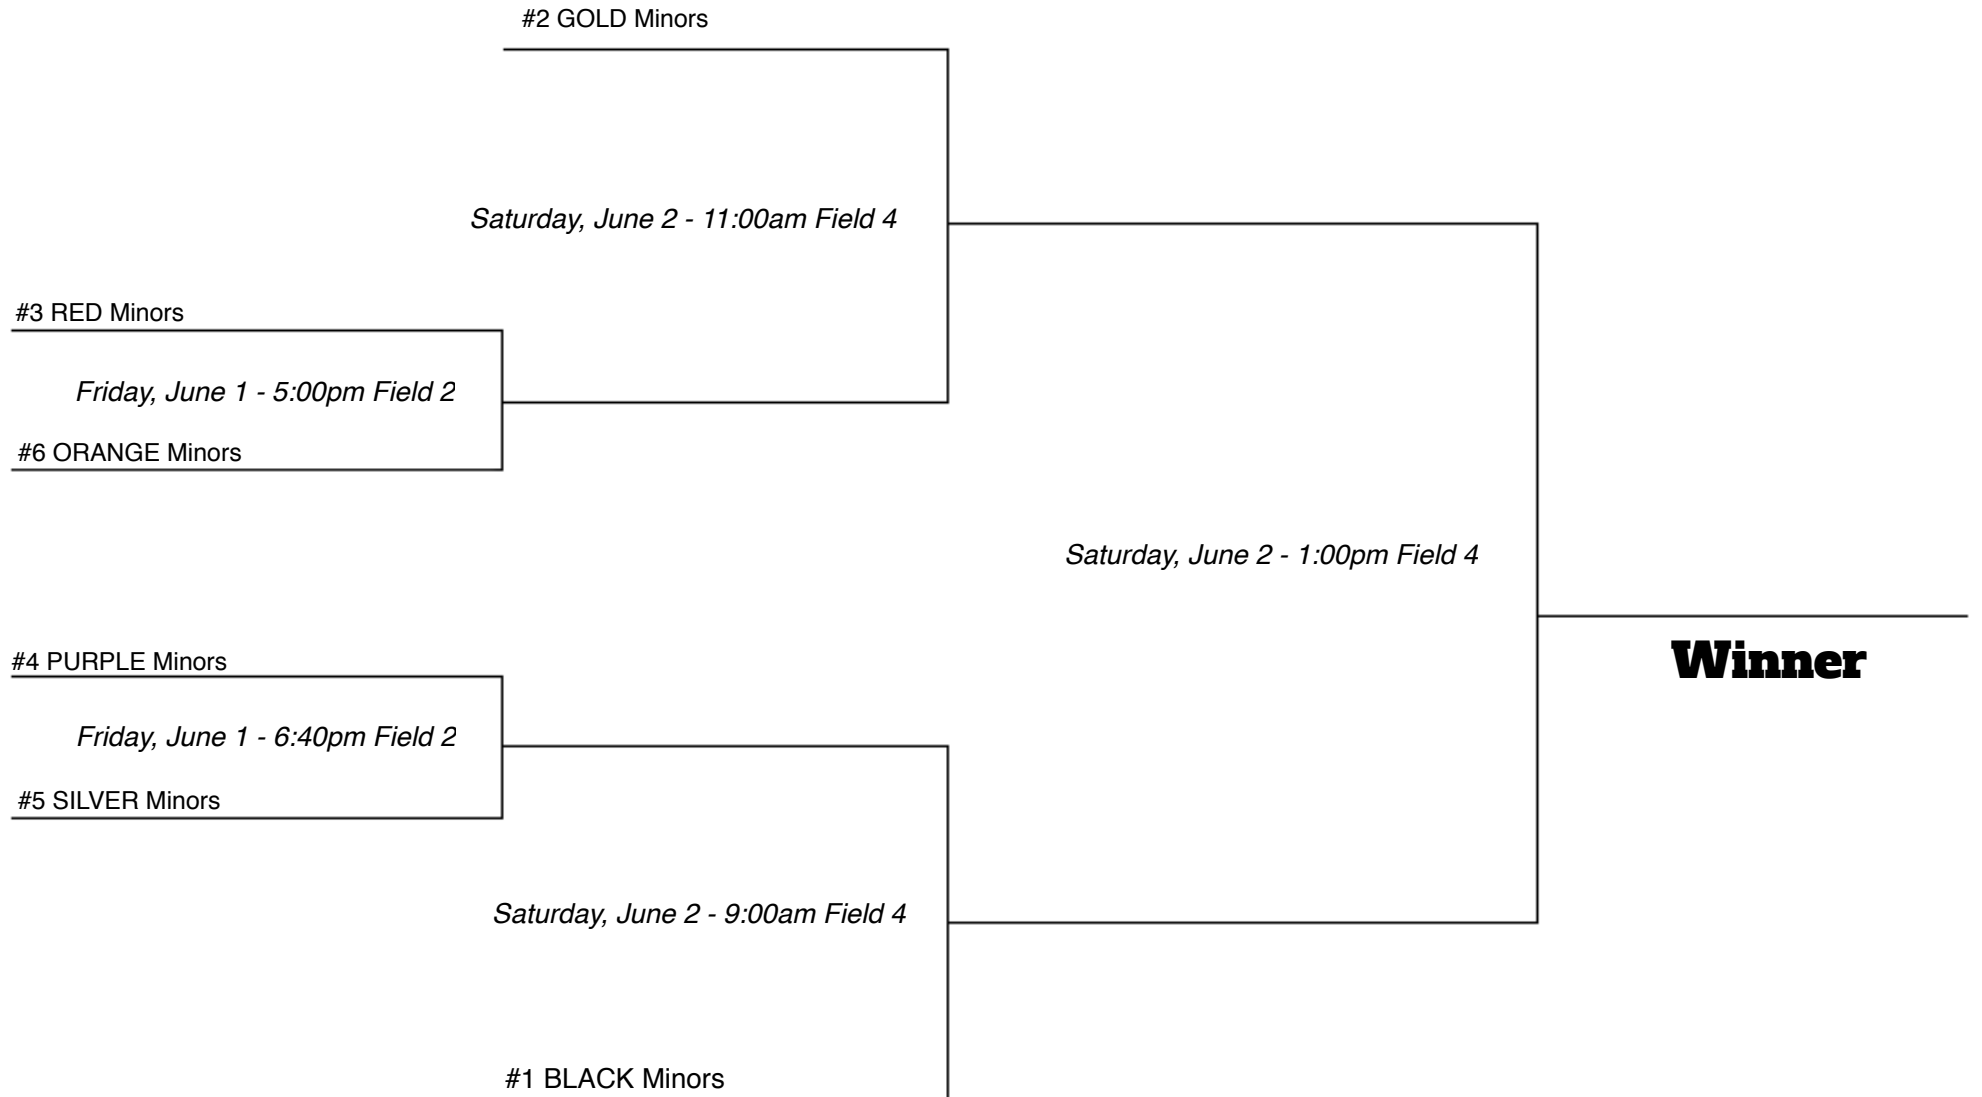 #2 GOLD Minors
Saturday, June 2 - 11:00am Field 4
#3 RED Minors
Friday, June 1 - 5:00pm Field 2
#6 ORANGE Minors
Saturday, June 2 - 1:00pm Field 4
Winner
#4 PURPLE Minors
Friday, June 1 - 6:40pm Field 2
#5 SILVER Minors
Saturday, June 2 - 9:00am Field 4
#1 BLACK Minors